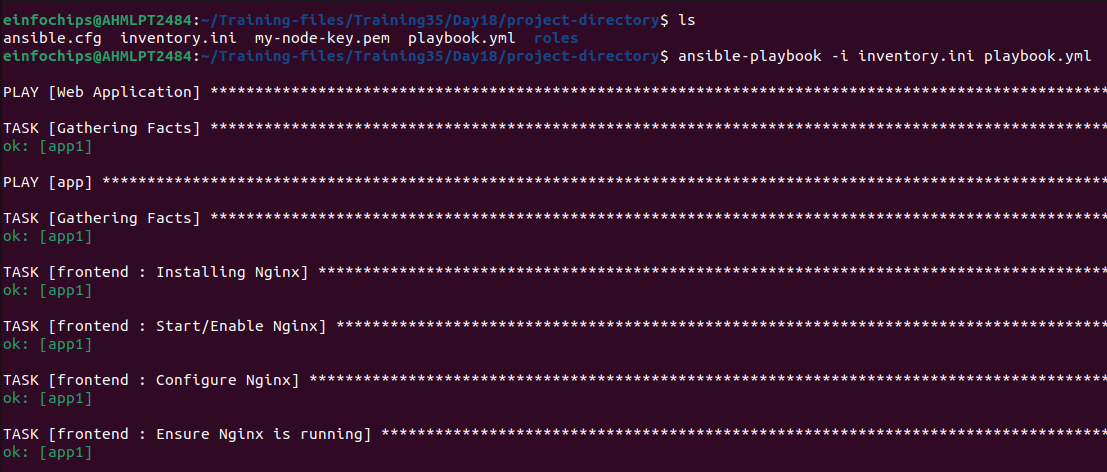 einfochips@AHMLPT2484:~/Training-files/Training35/Day18/project-directory$ ls
ansible.cfg  inventory.ini  my-node-key.pem  playbook.yml  roles
einfochips@AHMLPT2484:~/Training-files/Training35/Day18/project-directory$ ansible-playbook -i inventory.ini playbook.yml
PLAY [Web Application] ****************************************************************************************************
TASK [Gathering Facts] ****************************************************************************************************
ok: [app1]
PLAY [app] ****************************************************************************************************************
TASK [Gathering Facts] ****************************************************************************************************
ok: [app1]
TASK [frontend : Installing Nginx] ****************************************************************************************
ok: [app1]
TASK [frontend : Start/Enable Nginx] **************************************************************************************
ok: [app1]
TASK [frontend : Configure Nginx] *****************************************************************************************
ok: [app1]
TASK [frontend : Ensure Nginx is running] *********************************************************************************
ok: [app1]